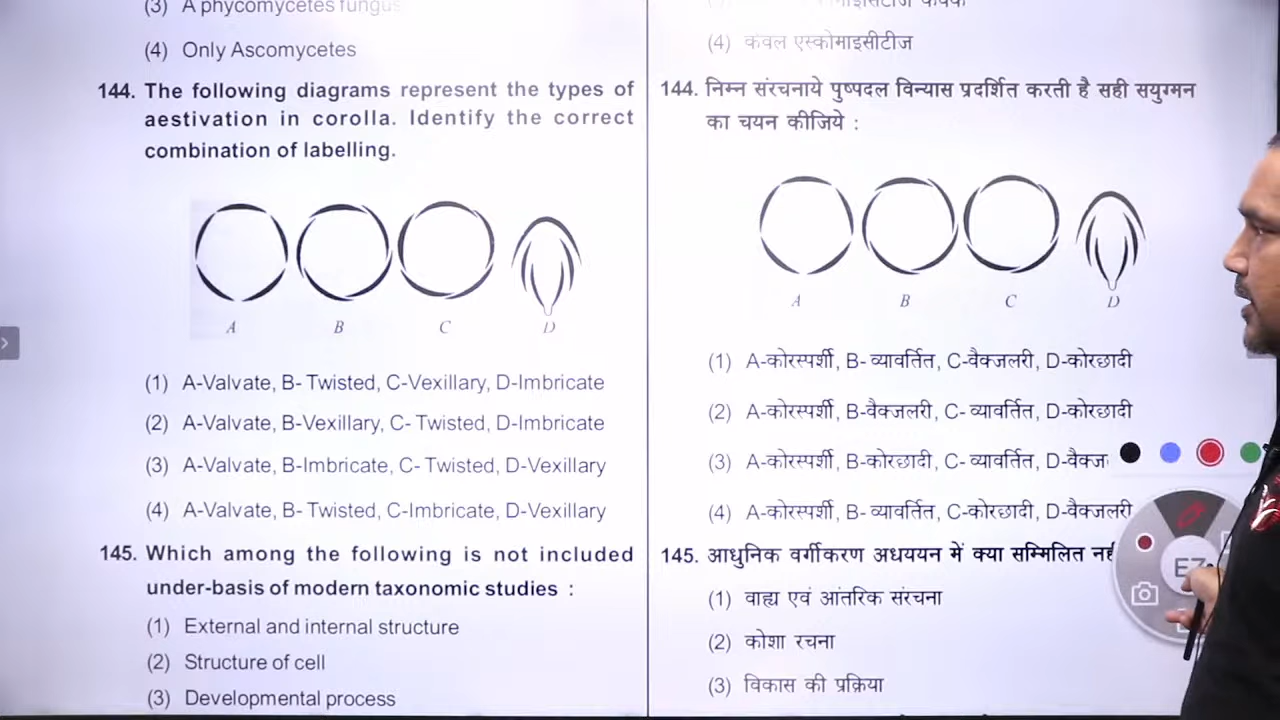 (3) A phycomycetes fungus
(4) Only Ascomycetes
144. The following diagrams represent the types of
aestivation in corolla. Identify the correct
combination of labelling.
A B C D
(1) A-Valvate, B- Twisted, C-Vexillary, D-Imbricate
(2) A-Valvate, B-Vexillary, C- Twisted, D-Imbricate
(3) A-Valvate, B-Imbricate, C- Twisted, D-Vexillary
(4) A-Valvate, B- Twisted, C-Imbricate, D-Vexillary
145. Which among the following is not included
under-basis of modern taxonomic studies :
(1) External and internal structure
(2) Structure of cell
(3) Developmental process
(4) केवल एस्कोमाइसीटीज
144. निम्न संरचनाये पुष्पदल विन्यास प्रदर्शित करती है सही सयुग्मन
का चयन कीजिये :
A B C D
(1) A-कोरस्पर्शी, B- व्यावर्तित, C-वैक्जलरी, D-कोरछादी
(2) A-कोरस्पर्शी, B-वैक्जलरी, C- व्यावर्तित, D-कोरछादी
(3) A-कोरस्पर्शी, B-कोरछादी, C- व्यावर्तित,
(4) A-कोरस्पर्शी, B- व्यावर्तित, C-कोरछादी, D-वैक्जलरी
145. आधुनिक वर्गीकरण अधययन में क्या सम्मिलित
(1) वाह्य एवं आंतरिक संरचना
(2) कोशा रचना
(3) विकास की प्रक्रिया